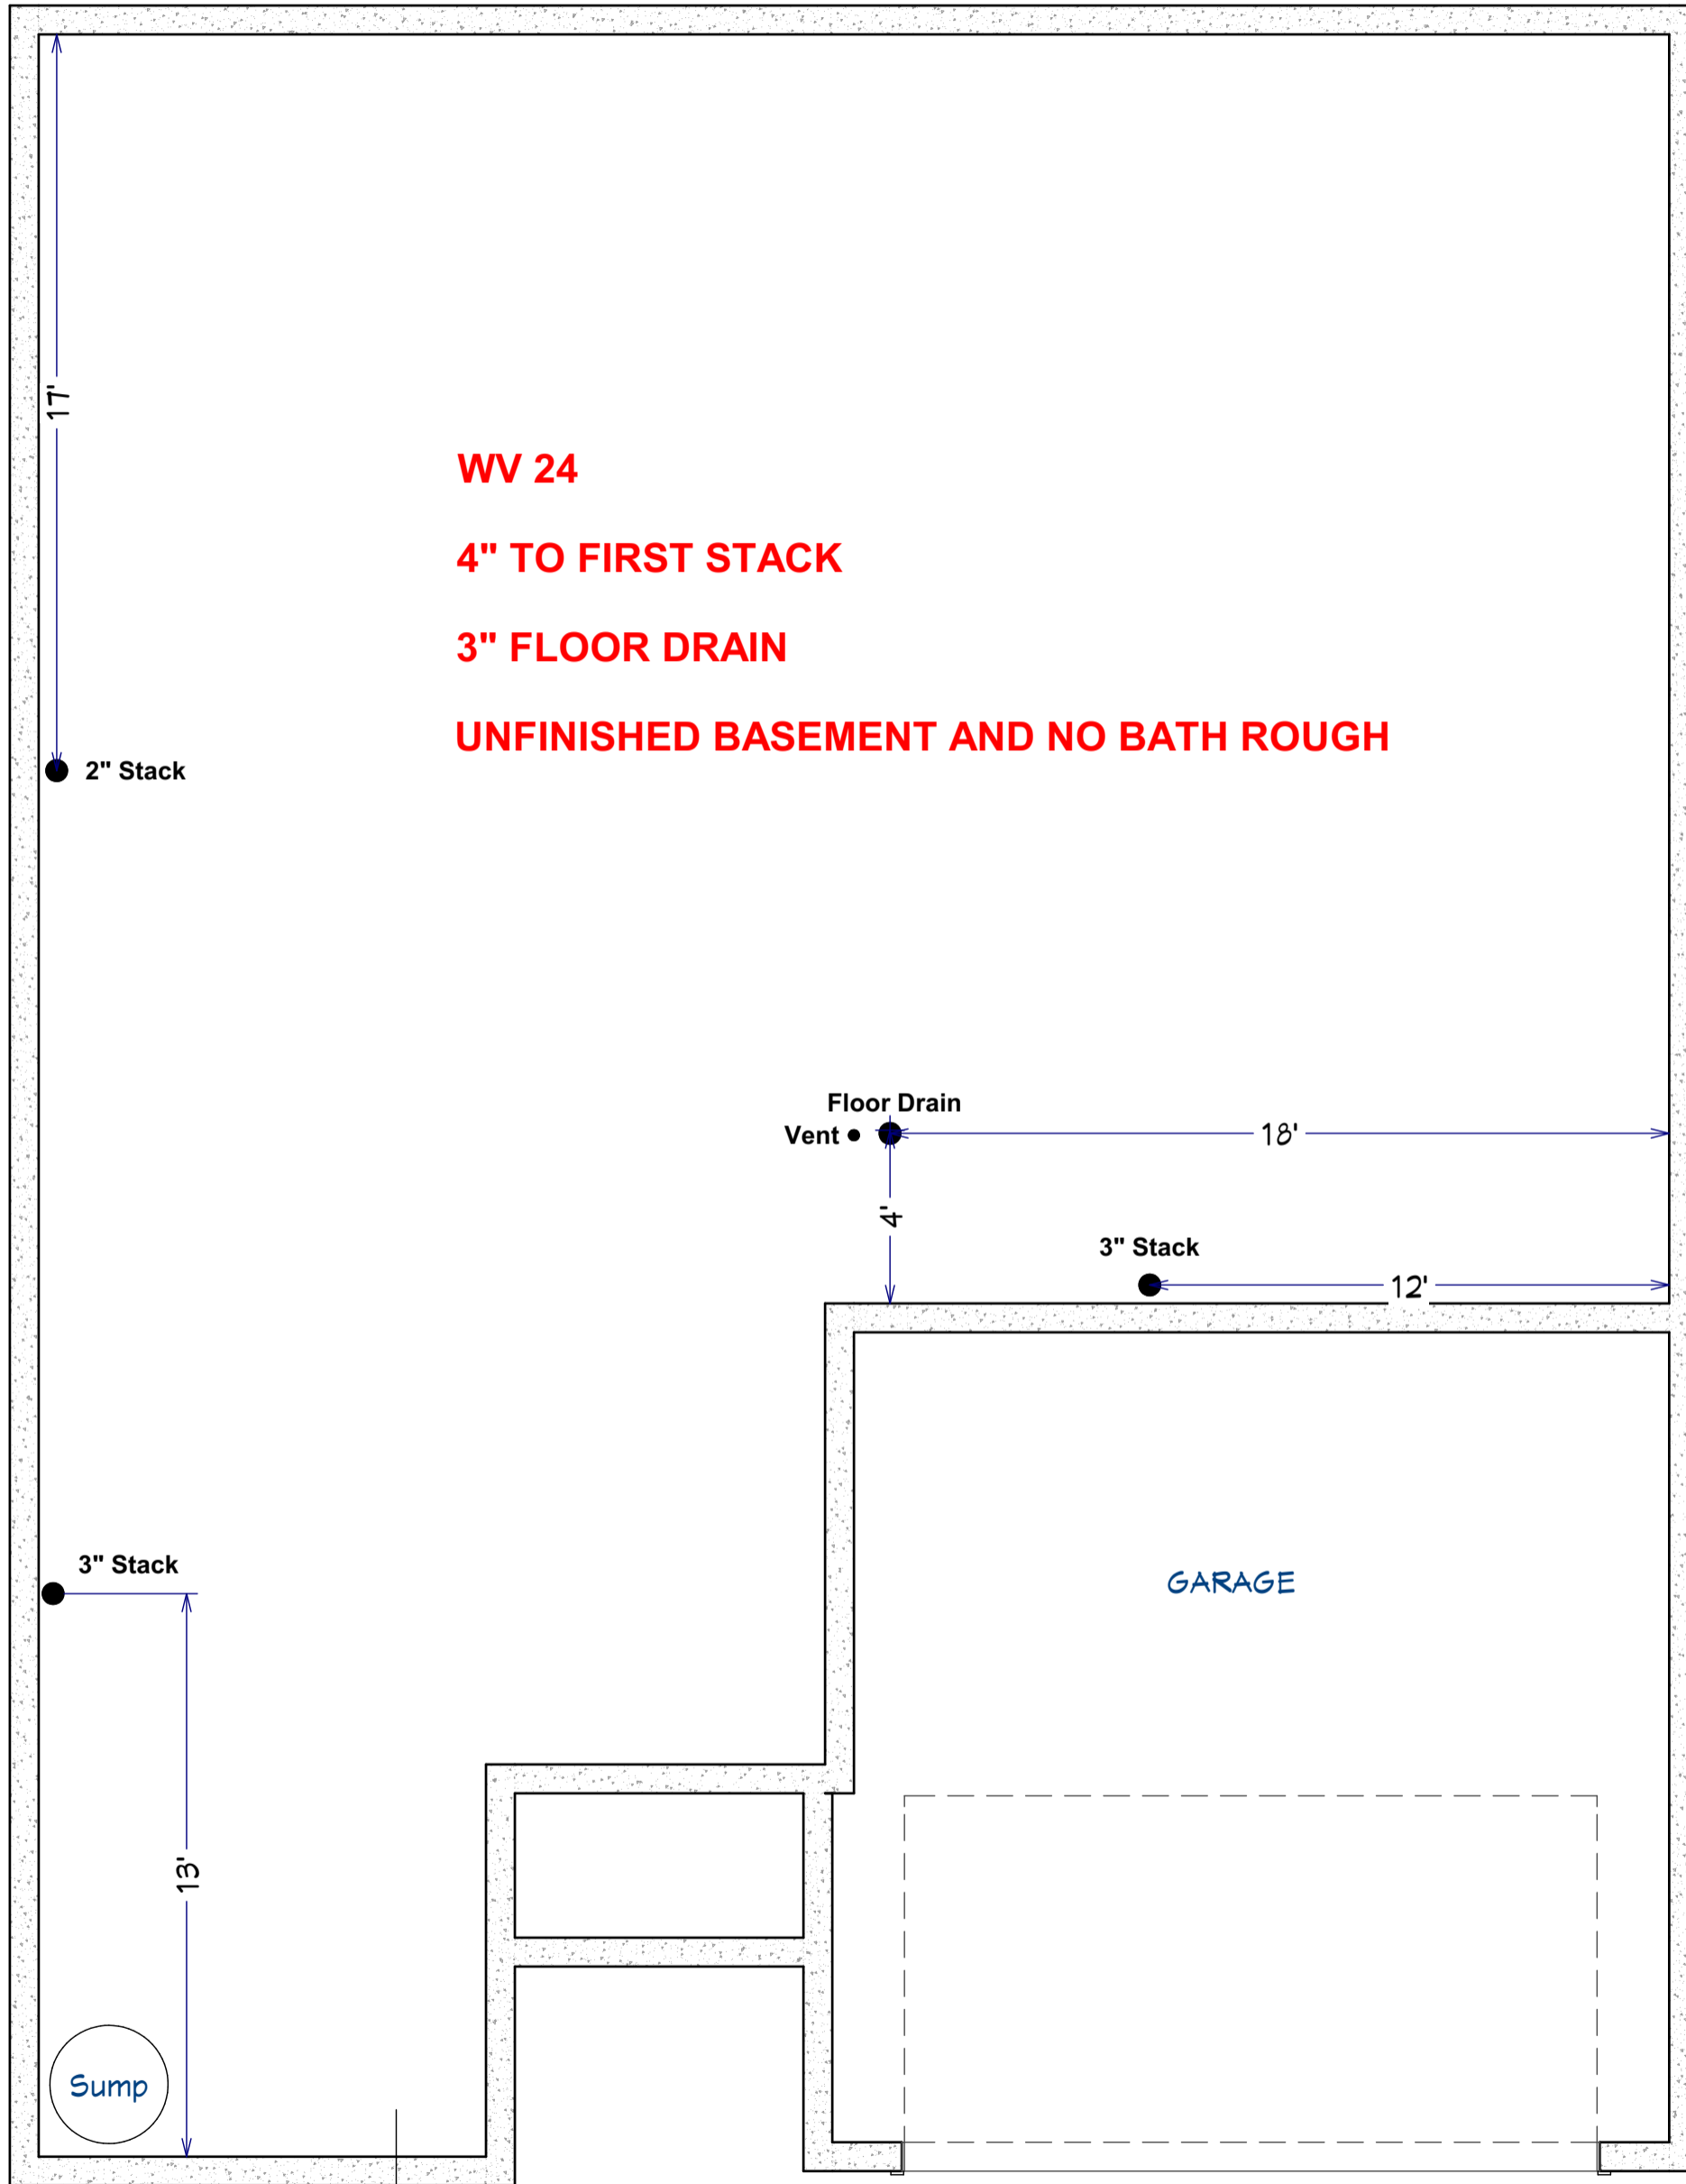 17'
WV 24
4" TO FIRST STACK
3" FLOOR DRAIN
UNFINISHED BASEMENT AND NO BATH ROUGH
2" Stack
Floor Drain
Vent
18'
4'
3" Stack
12'
3" Stack
GARAGE
13'
Sump